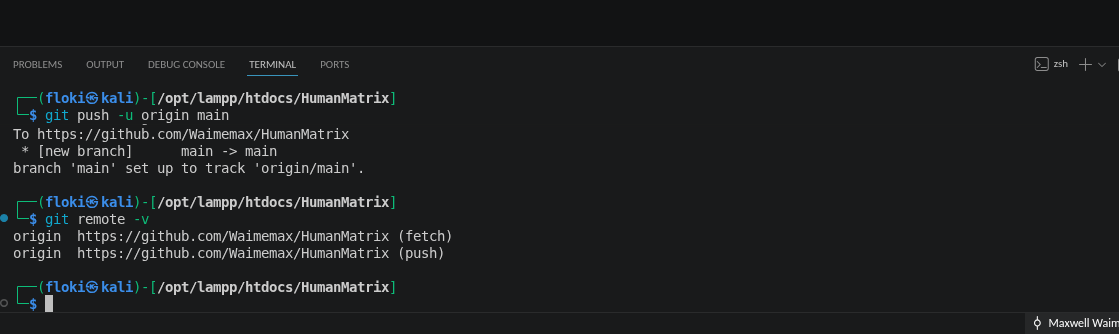 PROBLEMS OUTPUT DEBUG CONSOLE TERMINAL PORTS zsh
┌──(floki㉿kali)-[/opt/lampp/htdocs/HumanMatrix]
└─$ git push -u origin main
To https://github.com/Waimemax/HumanMatrix
 * [new branch]      main -> main
branch 'main' set up to track 'origin/main'.
┌──(floki㉿kali)-[/opt/lampp/htdocs/HumanMatrix]
└─$ git remote -v
origin  https://github.com/Waimemax/HumanMatrix (fetch)
origin  https://github.com/Waimemax/HumanMatrix (push)
┌──(floki㉿kali)-[/opt/lampp/htdocs/HumanMatrix]
└─$
Maxwell Waim